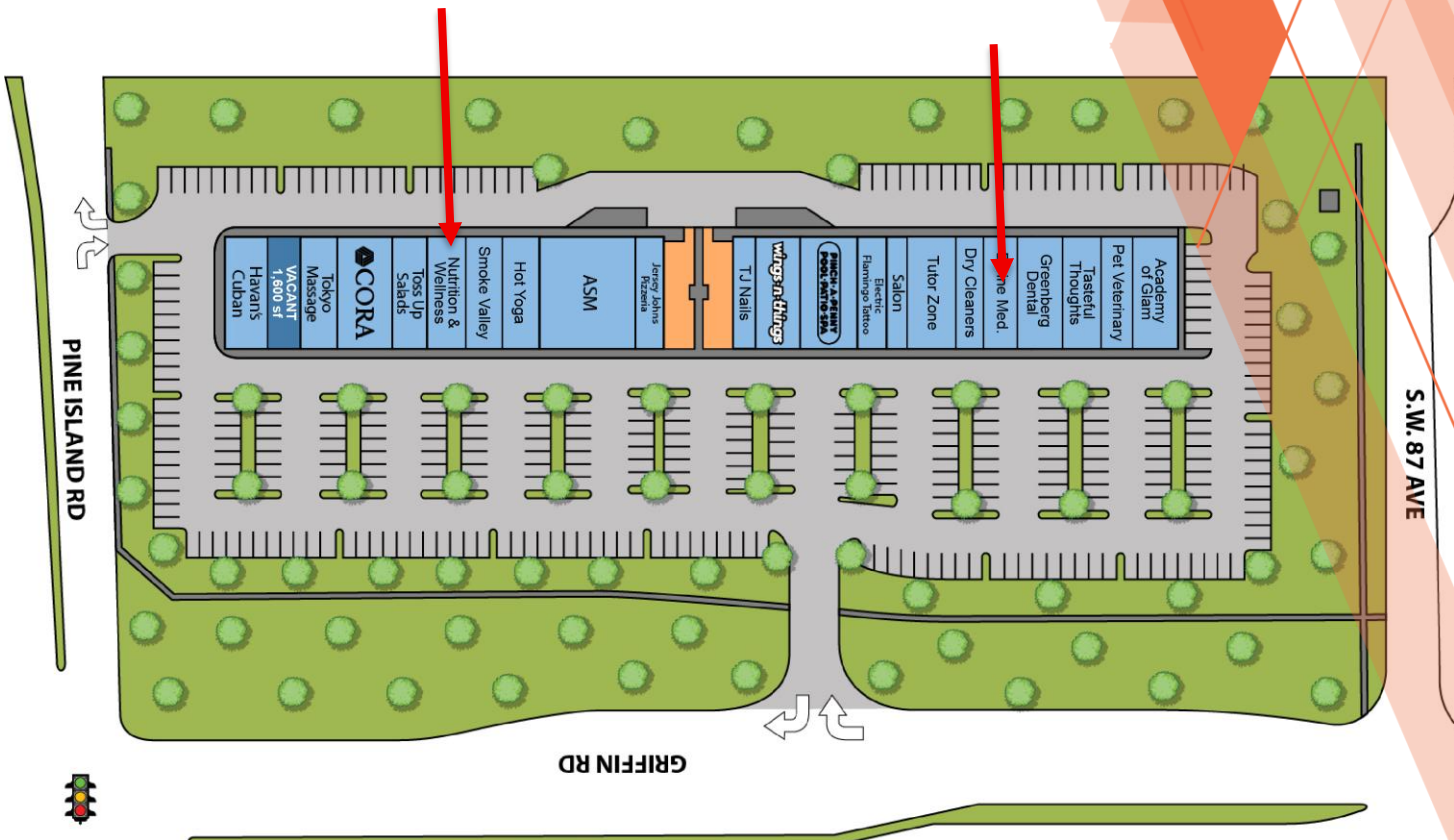 Havan's
Cuban
VACANT
1,600 sf
Tokyo
Massage
CORA
Toss Up
Salads
Nutrition &
Wellness
Smoke Valley
Hot Yoga
ASM
Jersey Johns
Pizzeria
TJ Nails
wings·n·things
PINCH·A·PENNY
POOL·PATIO·SPA
Electric
Flamingo Tattoo
Salon
Tutor Zone
Dry Cleaners
Med.
Greenberg
Dental
Tasteful
Thoughts
Pet Veterinary
Academy
of Glam
PINE ISLAND RD
S.W. 87 AVE
GRIFFIN RD